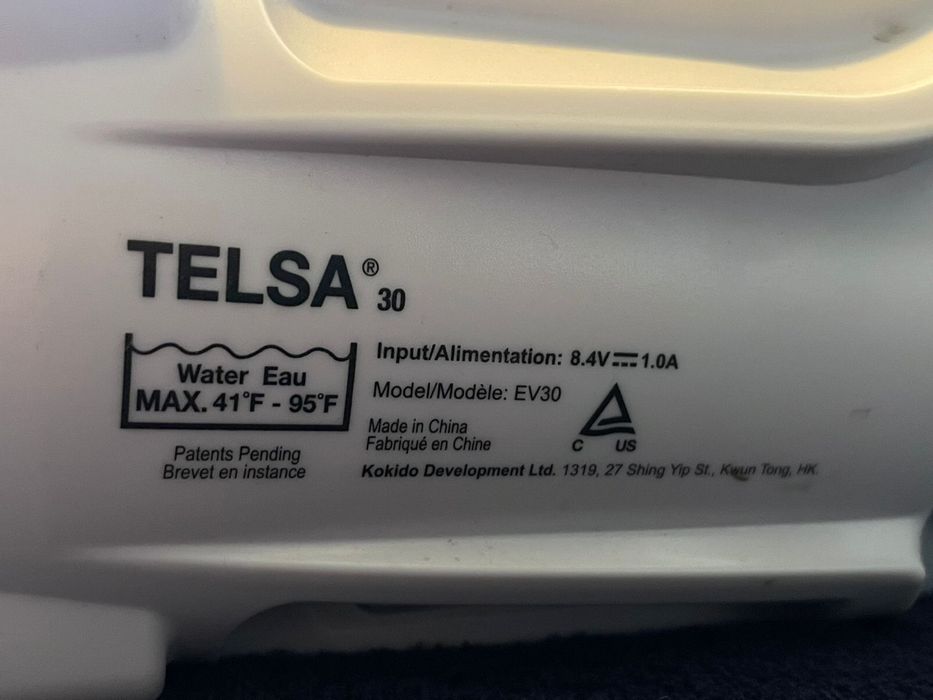 TELSA® 30
Water Eau
MAX. 41°F - 95°F
Patents Pending
Brevet en instance
Input/Alimentation: 8.4V⎓1.0A
Model/Modèle: EV30
Made in China
Fabriqué en Chine
C US
Kokido Development Ltd. 1319, 27 Shing Yip St., Kwun Tong, HK.